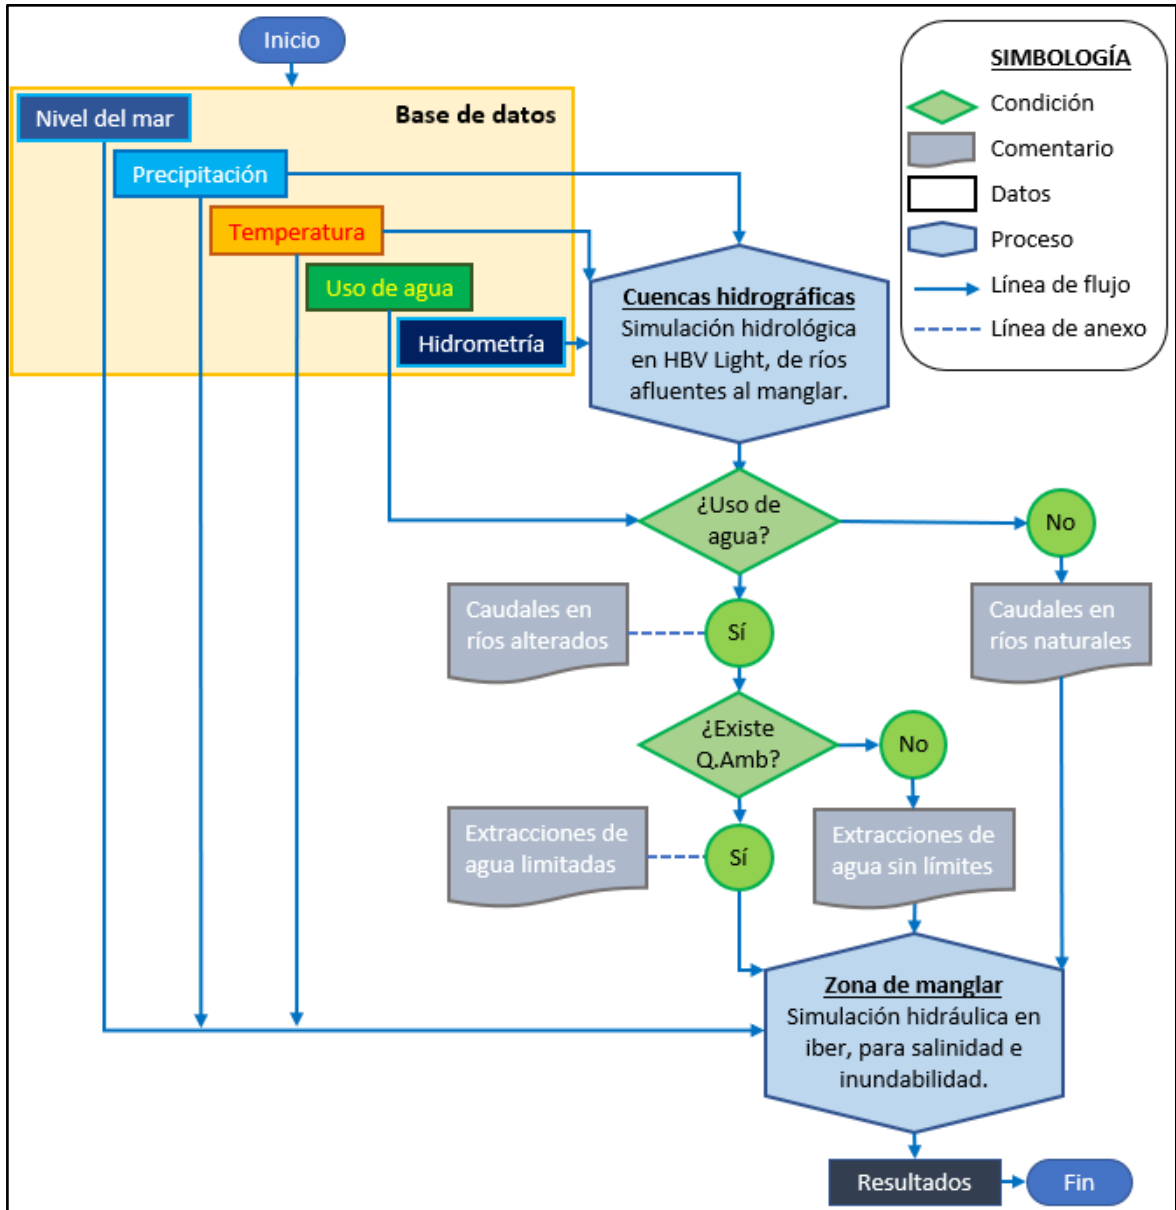 Inicio
SIMBOLOGÍA
Condición
Comentario
Datos
Proceso
Línea de flujo
Línea de anexo
Base de datos
Nivel del mar
Precipitación
Temperatura
Uso de agua
Hidrometría
Cuencas hidrográficas
Simulación hidrológica
en HBV Light, de ríos
afluentes al manglar.
¿Uso de
agua?
No
Caudales en
ríos alterados
Sí
Caudales en
ríos naturales
¿Existe
Q.Amb?
No
Extracciones de
agua limitadas
Sí
Extracciones de
agua sin límites
Zona de manglar
Simulación hidráulica en
iber, para salinidad e
inundabilidad.
Resultados
Fin